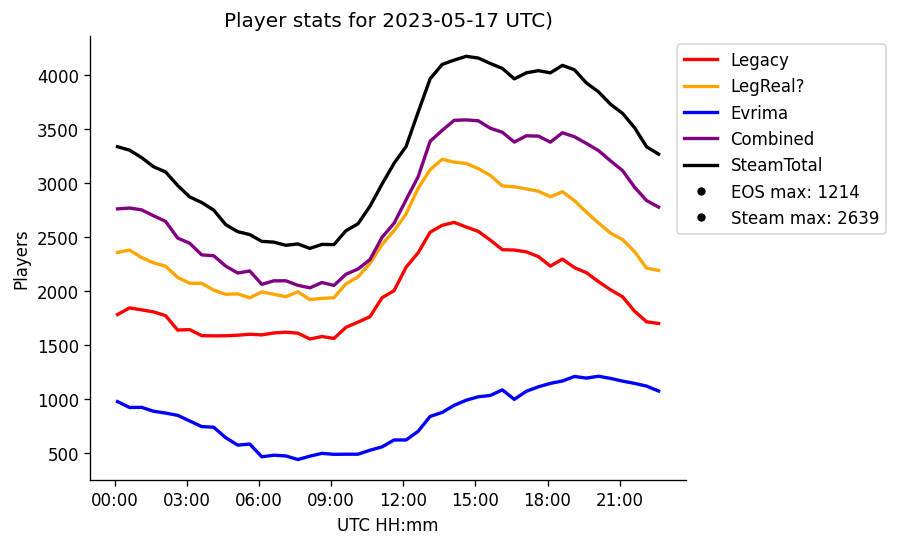 Player stats for 2023-05-17 UTC)
Legacy
LegReal?
Evrima
Combined
SteamTotal
EOS max: 1214
Steam max: 2639
Players
4000
3500
3000
2500
2000
1500
1000
500
00:00 03:00 06:00 09:00 12:00 15:00 18:00 21:00
UTC HH:mm